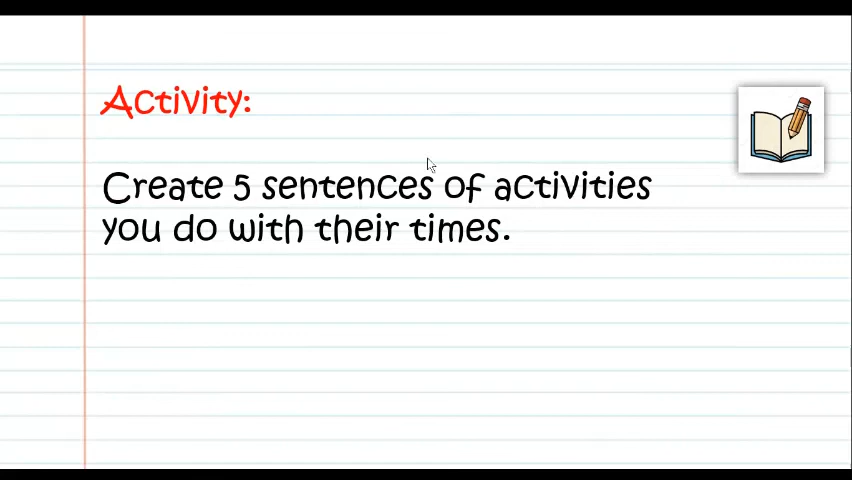 Activity:
Create 5 sentences of activities
you do with their times.